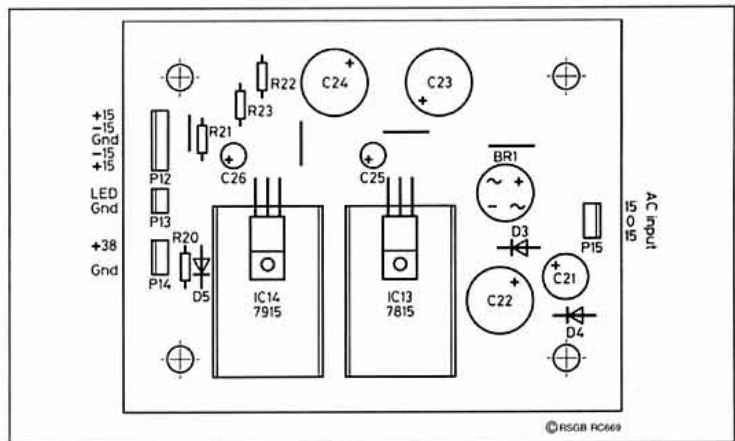 R22
C24
C23
R23
+15
-15
Gnd
-15
+15
R21
C26
C25
BR1
~ +
- ~
P12
LED
Gnd
P13
15
0
15
AC input
P15
D3
+38
Gnd
R20
P14
D5
IC14
7915
IC13
7815
C22
C21
D4
© RSGB RC669